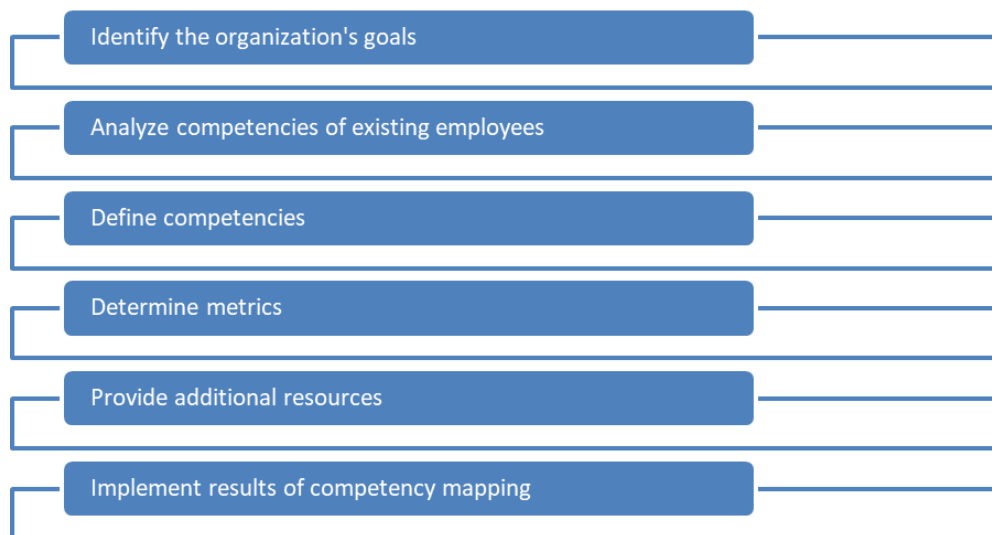 Identify the organization's goals
Analyze competencies of existing employees
Define competencies
Determine metrics
Provide additional resources
Implement results of competency mapping